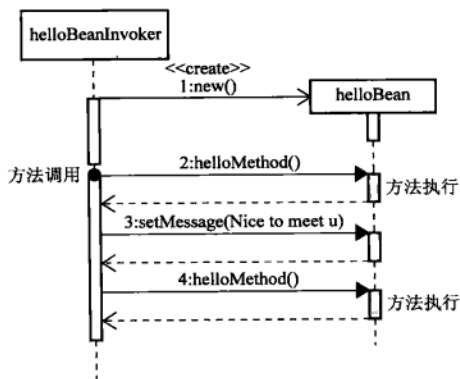 helloBeanInvoker
<<create>>
1:new()
helloBean
方法调用
2:helloMethod()
方法执行
3:setMessage(Nice to meet u)
4:helloMethod()
方法执行